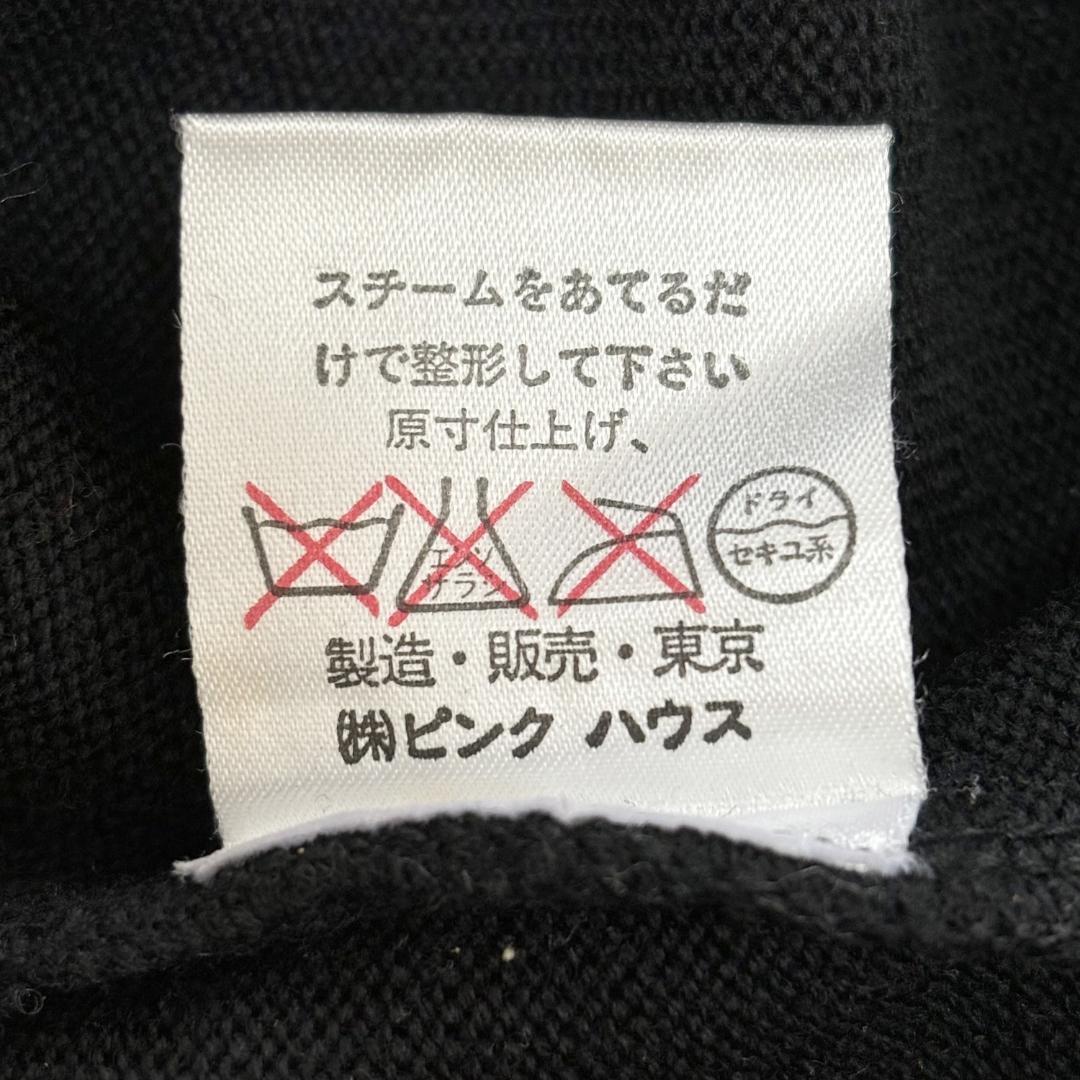 スチームをあてるだ
けで整形して下さい
原寸仕上げ、
エンソ
サラシ
ドライ
セキユ系
製造・販売・東京
㈱ピンク ハウス